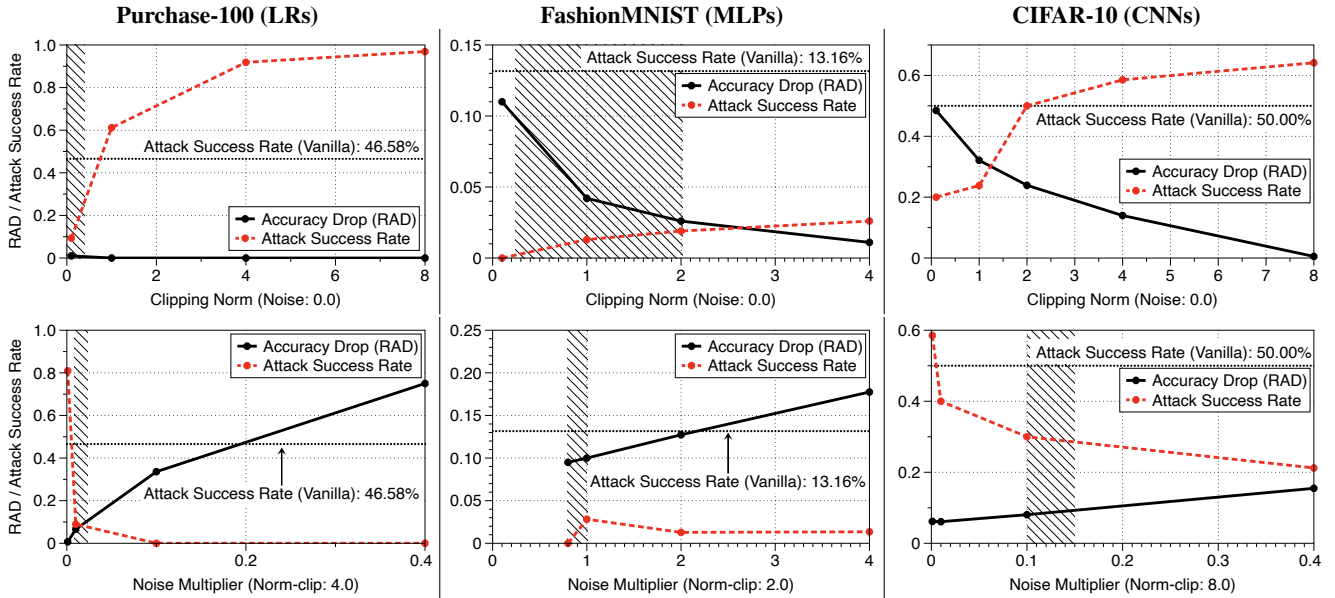 Purchase-100 (LRs)
FashionMNIST (MLPs)
CIFAR-10 (CNNs)
RAD / Attack Success Rate
1.0
0.8
0.6
0.4
0.2
0
Attack Success Rate (Vanilla): 46.58%
Accuracy Drop (RAD)
Attack Success Rate
0 2 4 6 8
Clipping Norm (Noise: 0.0)
0.15
0.10
0.05
0.00
Attack Success Rate (Vanilla): 13.16%
Accuracy Drop (RAD)
Attack Success Rate
0 1 2 3 4
Clipping Norm (Noise: 0.0)
0.6
0.4
0.2
0.0
Attack Success Rate (Vanilla): 50.00%
Accuracy Drop (RAD)
Attack Success Rate
0 1 2 3 4 5 6 7 8
Clipping Norm (Noise: 0.0)
RAD / Attack Success Rate
1.0
0.8
0.6
0.4
0.2
0.0
Accuracy Drop (RAD)
Attack Success Rate
Attack Success Rate (Vanilla): 46.58%
0 0.2 0.4
Noise Multiplier (Norm-clip: 4.0)
0.25
0.20
0.15
0.10
0.05
0.00
Accuracy Drop (RAD)
Attack Success Rate
Attack Success Rate (Vanilla): 13.16%
0 1 2 3 4
Noise Multiplier (Norm-clip: 2.0)
0.6
0.4
0.2
0.0
Attack Success Rate (Vanilla): 50.00%
Accuracy Drop (RAD)
Attack Success Rate
0 0.1 0.2 0.3 0.4
Noise Multiplier (Norm-clip: 8.0)